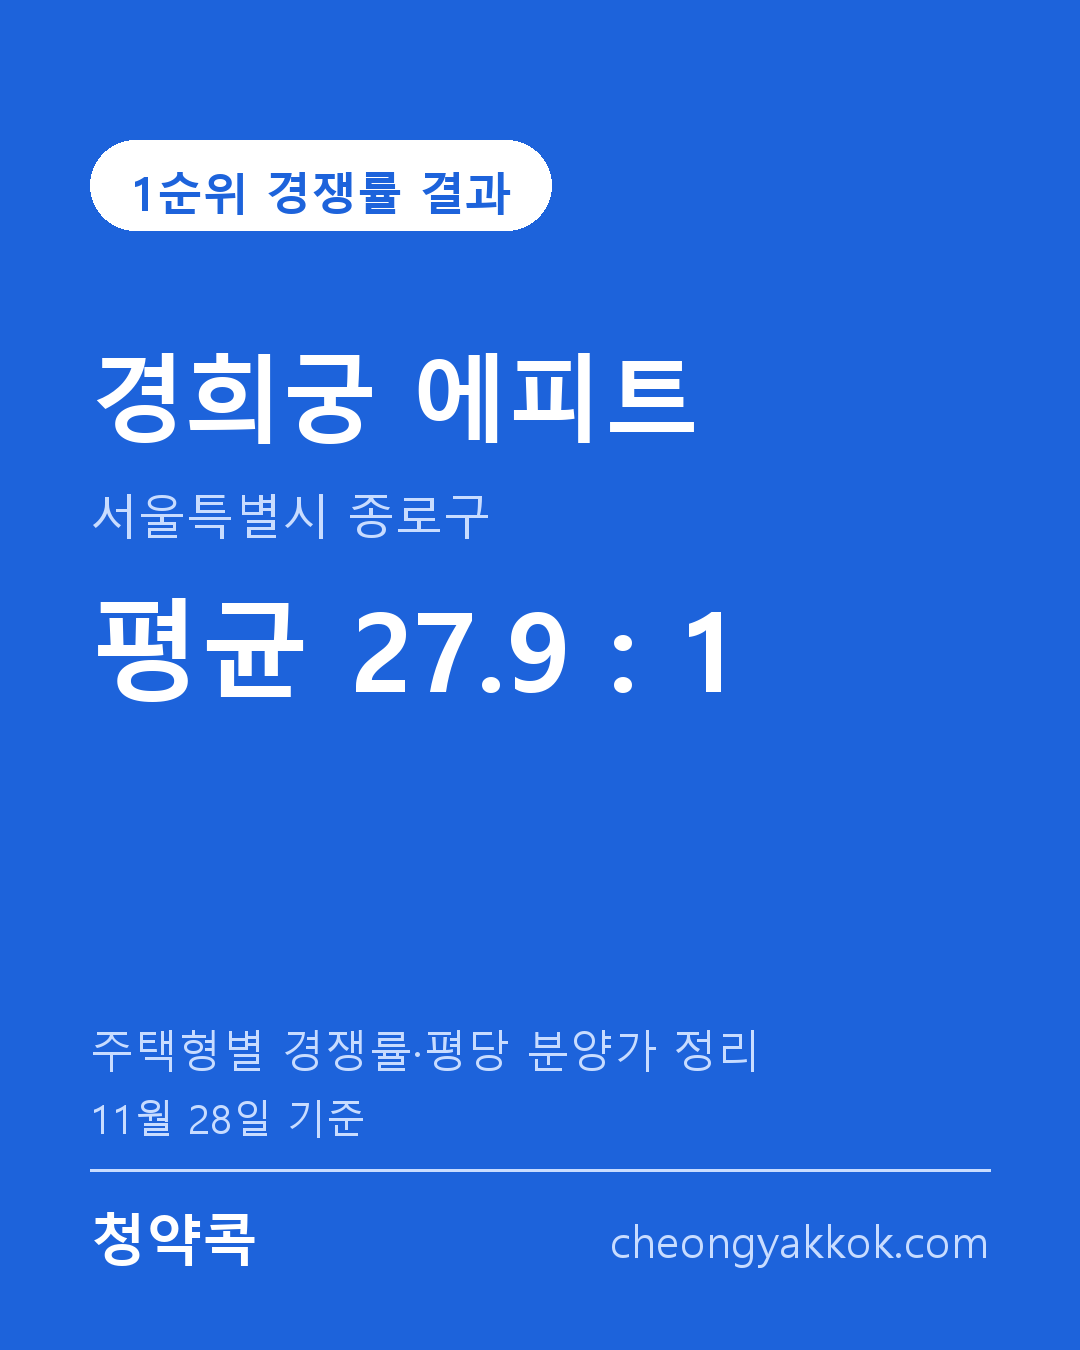 1순위 경쟁률 결과
경희궁 에피트
서울특별시 종로구
평균 27.9 : 1
주택형별 경쟁률·평당 분양가 정리
11월 28일 기준
청약콕
cheongyakkok.com